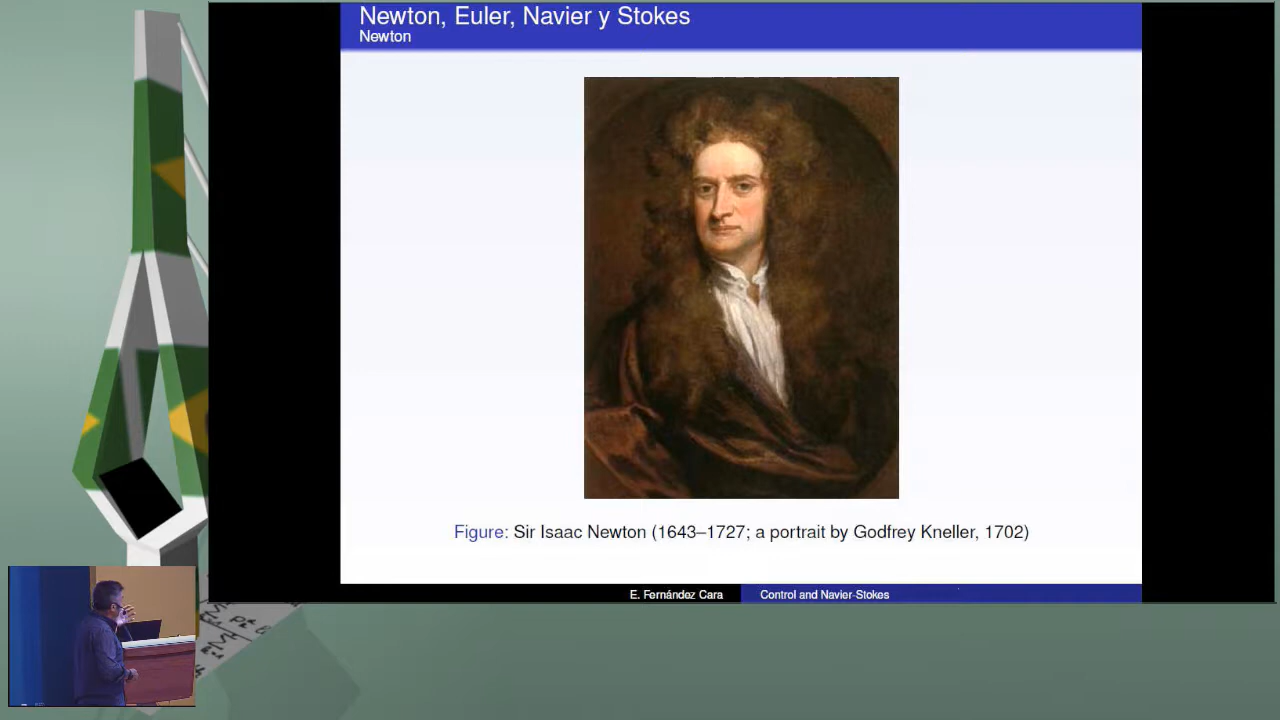 Newton, Euler, Navier y Stokes
Newton
Figure: Sir Isaac Newton (1643–1727; a portrait by Godfrey Kneller, 1702)
E. Fernández Cara
Control and Navier-Stokes